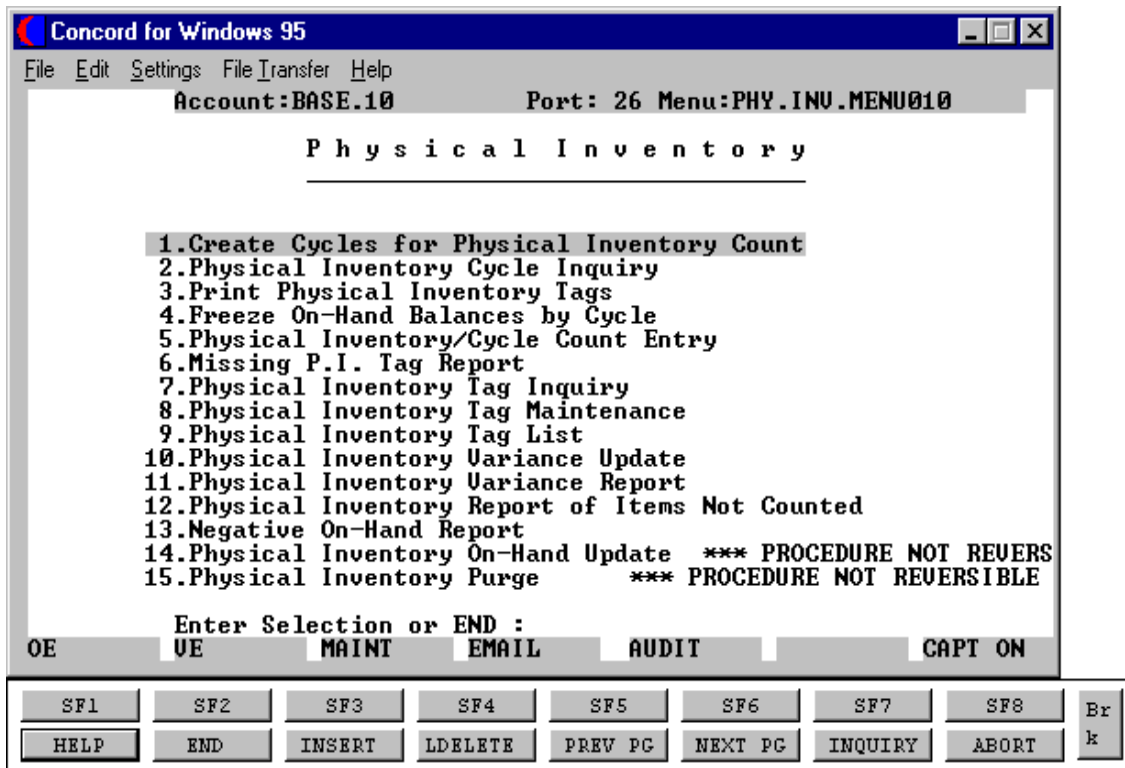 Concord for Windows 95
File Edit Settings File Transfer Help
Account:BASE.10 Port: 26 Menu:PHY.INV.MENU010
P h y s i c a l  I n v e n t o r y
1.Create Cycles for Physical Inventory Count
2.Physical Inventory Cycle Inquiry
3.Print Physical Inventory Tags
4.Freeze On-Hand Balances by Cycle
5.Physical Inventory/Cycle Count Entry
6.Missing P.I. Tag Report
7.Physical Inventory Tag Inquiry
8.Physical Inventory Tag Maintenance
9.Physical Inventory Tag List
10.Physical Inventory Variance Update
11.Physical Inventory Variance Report
12.Physical Inventory Report of Items Not Counted
13.Negative On-Hand Report
14.Physical Inventory On-Hand Update *** PROCEDURE NOT REVERS
15.Physical Inventory Purge *** PROCEDURE NOT REVERSIBLE
Enter Selection or END :
OE VE MAINT EMAIL AUDIT CAPT ON
SF1 SF2 SF3 SF4 SF5 SF6 SF7 SF8 Br
HELP END INSERT LDELETE PREV PG NEXT PG INQUIRY ABORT k